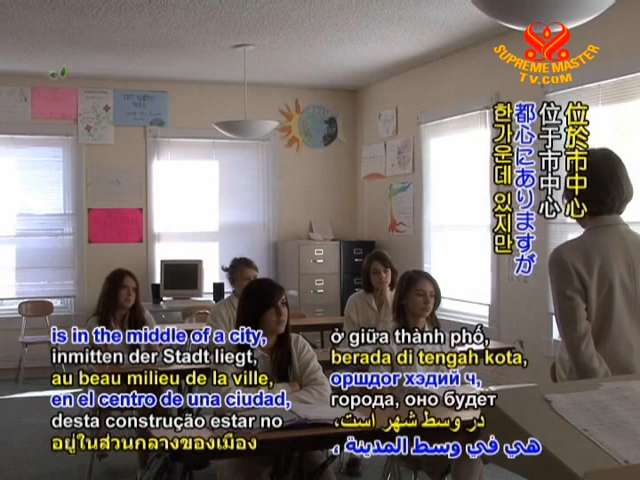 SUPREME MASTER
TV.COM
位於市中心
位于市中心
都心にありますが
한가운데 있지만
is in the middle of a city,
inmitten der Stadt liegt,
au beau milieu de la ville,
en el centro de una ciudad,
desta construção estar no
อยู่ในส่วนกลางของเมือง
ở giữa thành phố,
berada di tengah kota,
оршдог хэдий ч,
города, оно будет
در وسط شهر است،
هي في وسط المدينة ،